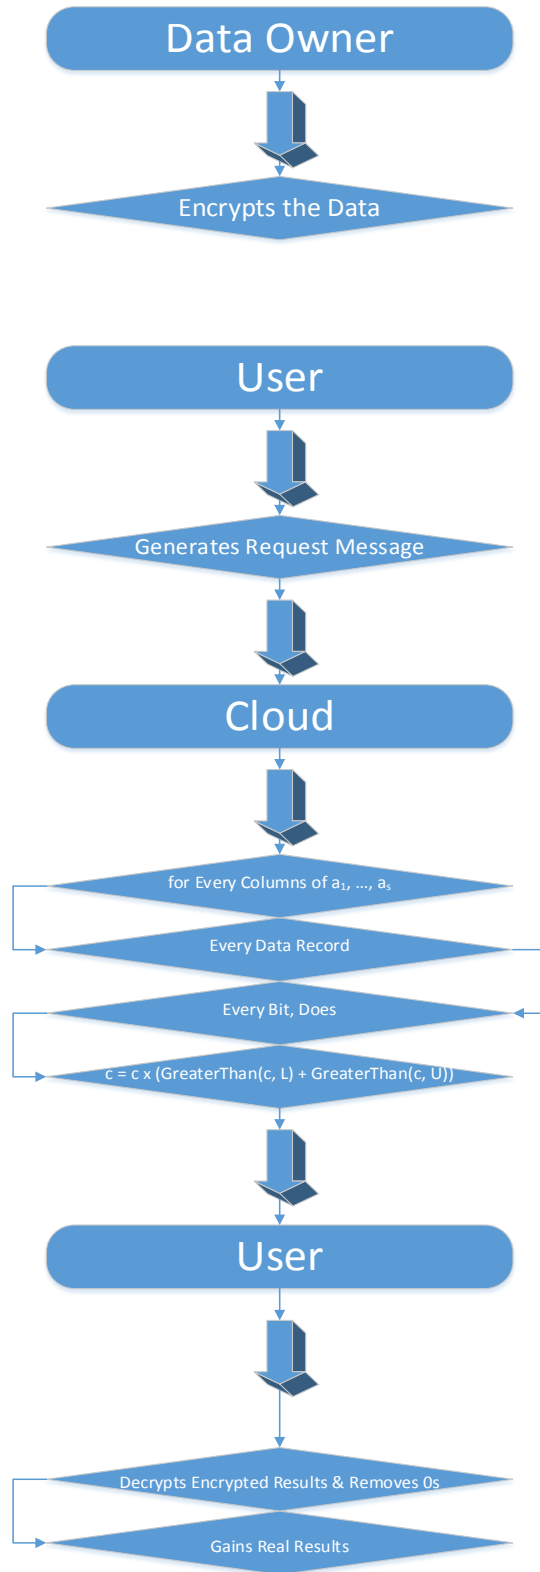 Data Owner
Encrypts the Data
User
Generates Request Message
Cloud
for Every Columns of a₁, ..., aₛ
Every Data Record
Every Bit, Does
c = c x (GreaterThan(c, L) + GreaterThan(c, U))
User
Decrypts Encrypted Results & Removes 0s
Gains Real Results